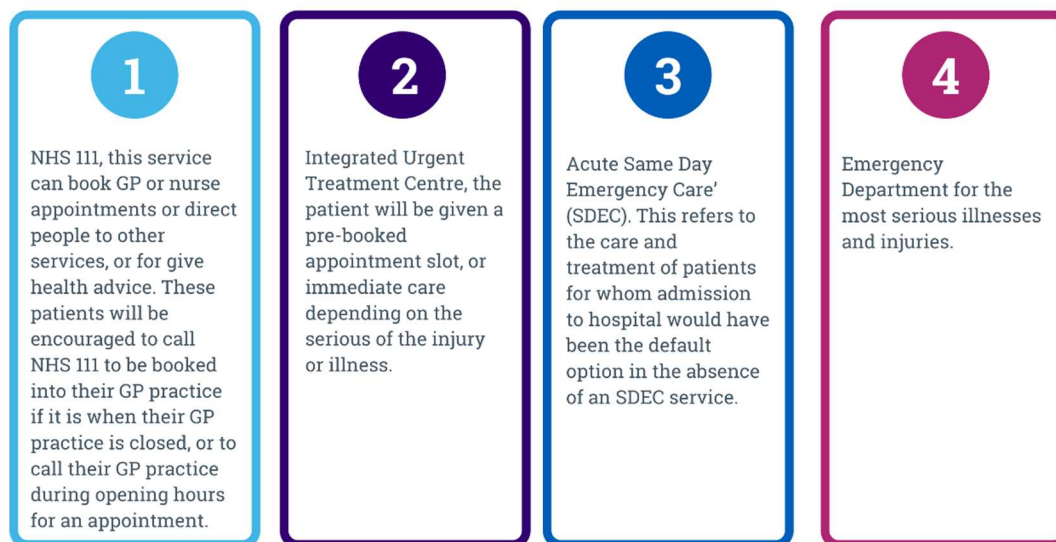 1
NHS 111, this service
can book GP or nurse
appointments or direct
people to other
services, or for give
health advice. These
patients will be
encouraged to call
NHS 111 to be booked
into their GP practice
if it is when their GP
practice is closed, or to
call their GP practice
during opening hours
for an appointment.
2
Integrated Urgent
Treatment Centre, the
patient will be given a
pre-booked
appointment slot, or
immediate care
depending on the
serious of the injury
or illness.
3
Acute Same Day
Emergency Care’
(SDEC). This refers to
the care and
treatment of patients
for whom admission
to hospital would have
been the default
option in the absence
of an SDEC service.
4
Emergency
Department for the
most serious illnesses
and injuries.